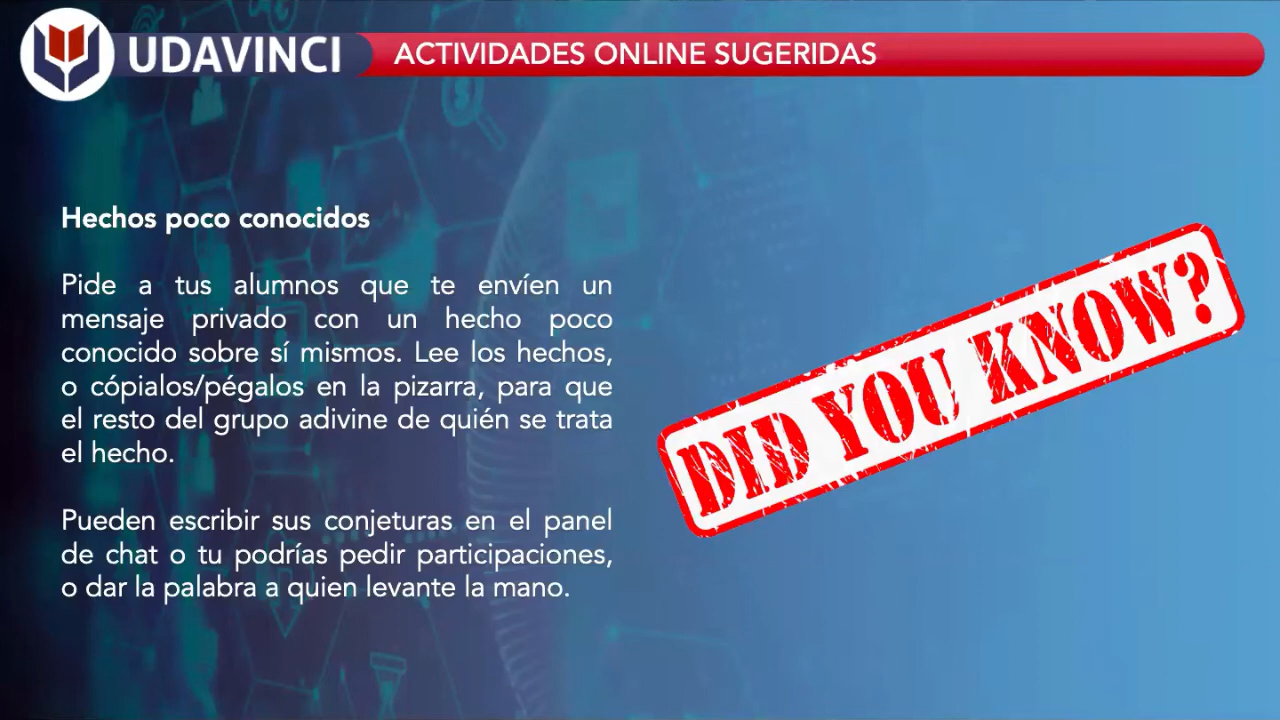 UDAVINCI
ACTIVIDADES ONLINE SUGERIDAS
Hechos poco conocidos
Pide a tus alumnos que te envíen un
mensaje privado con un hecho poco
conocido sobre sí mismos. Lee los hechos,
o cópialos/pégalos en la pizarra, para que
el resto del grupo adivine de quién se trata
el hecho.
Pueden escribir sus conjeturas en el panel
de chat o tu podrías pedir participaciones,
o dar la palabra a quien levante la mano.
DID YOU KNOW?